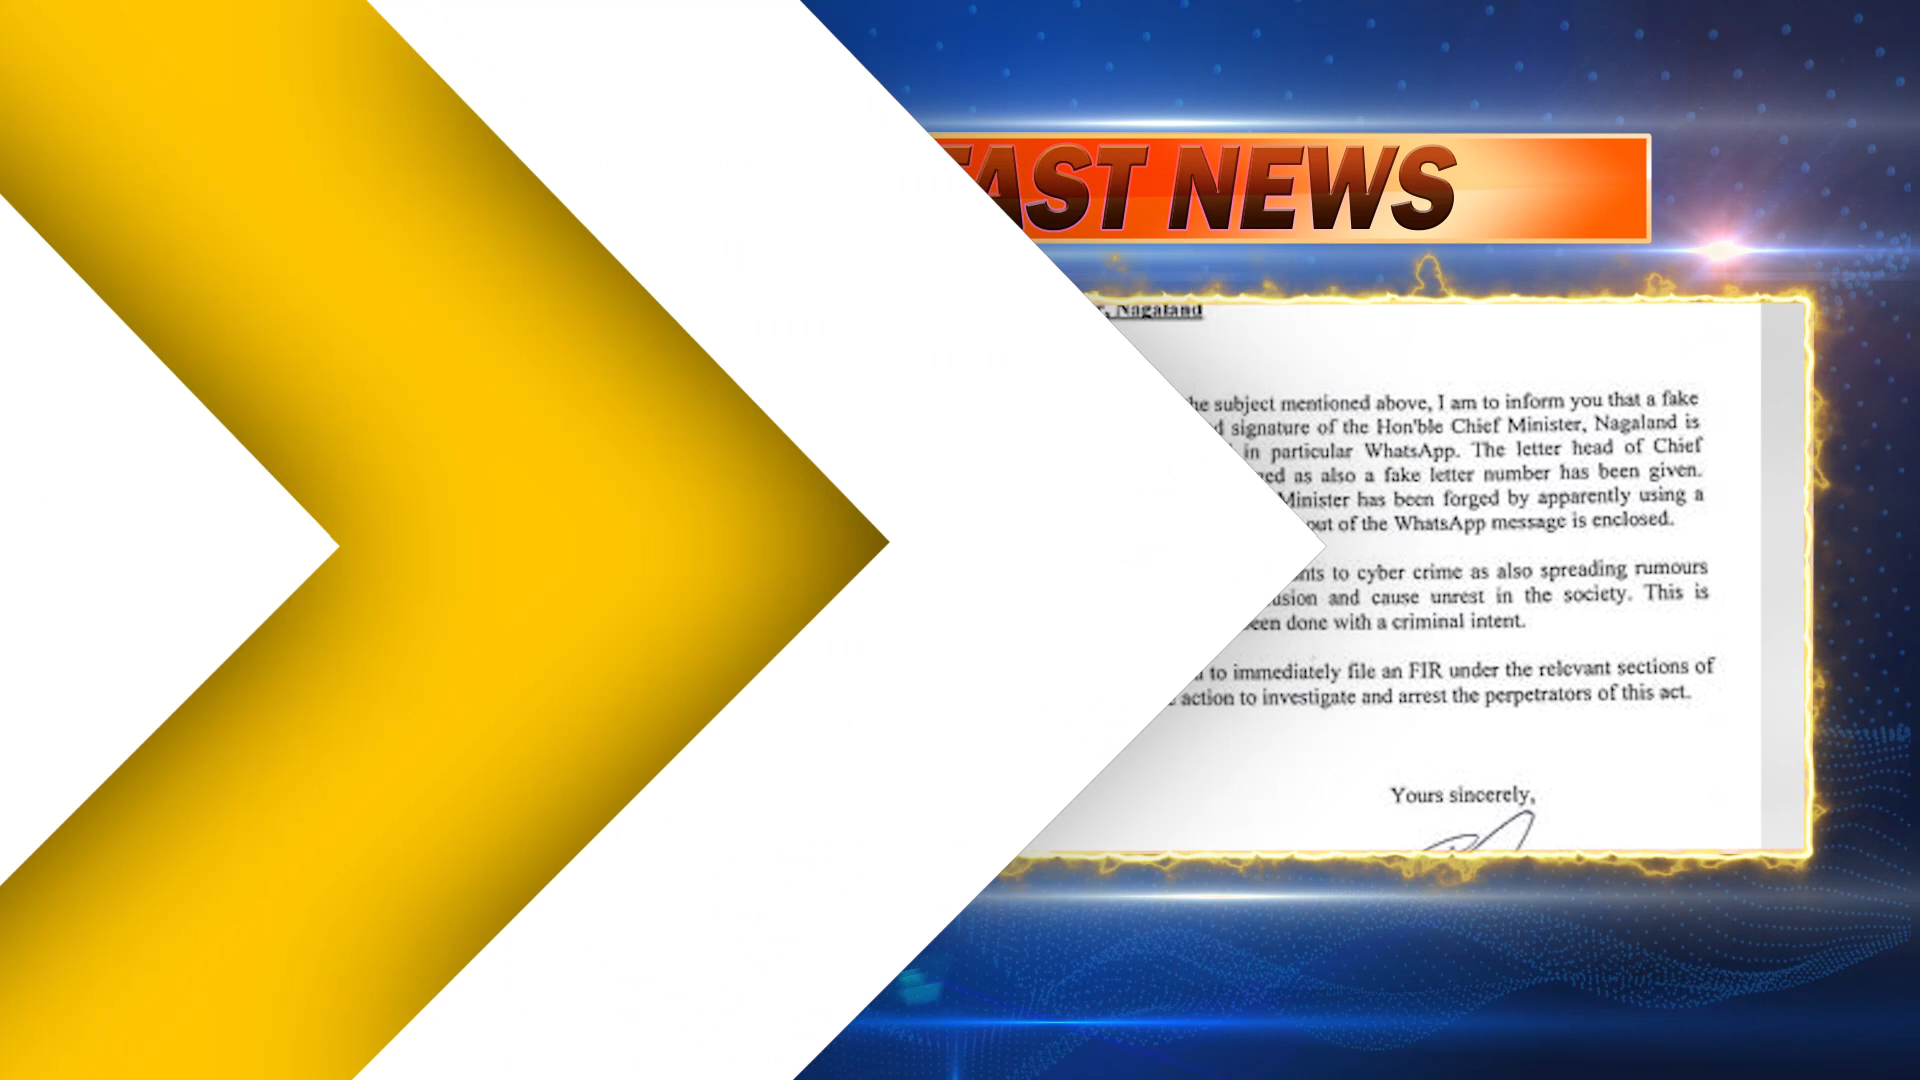 FAST NEWS
, Nagaland
he subject mentioned above, I am to inform you that a fake
signature of the Hon'ble Chief Minister, Nagaland is
in particular WhatsApp. The letter head of Chief
as also a fake letter number has been given.
Minister has been forged by apparently using a
out of the WhatsApp message is enclosed.
to cyber crime as also spreading rumours
and cause unrest in the society. This is
een done with a criminal intent.
to immediately file an FIR under the relevant sections of
action to investigate and arrest the perpetrators of this act.
Yours sincerely,